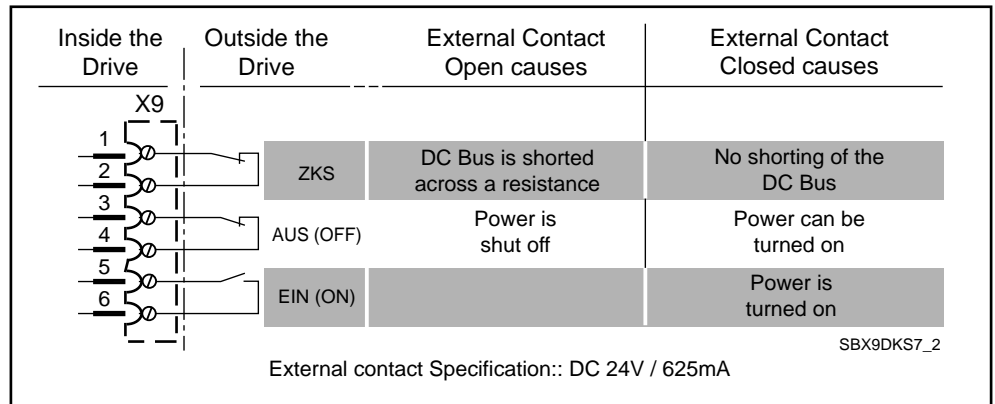 Inside the Drive
Outside the Drive
External Contact Open causes
External Contact Closed causes
X9
1
2
ZKS
DC Bus is shorted across a resistance
No shorting of the DC Bus
3
4
AUS (OFF)
Power is shut off
Power can be turned on
5
6
EIN (ON)
Power is turned on
SBX9DKS7_2
External contact Specification:: DC 24V / 625mA